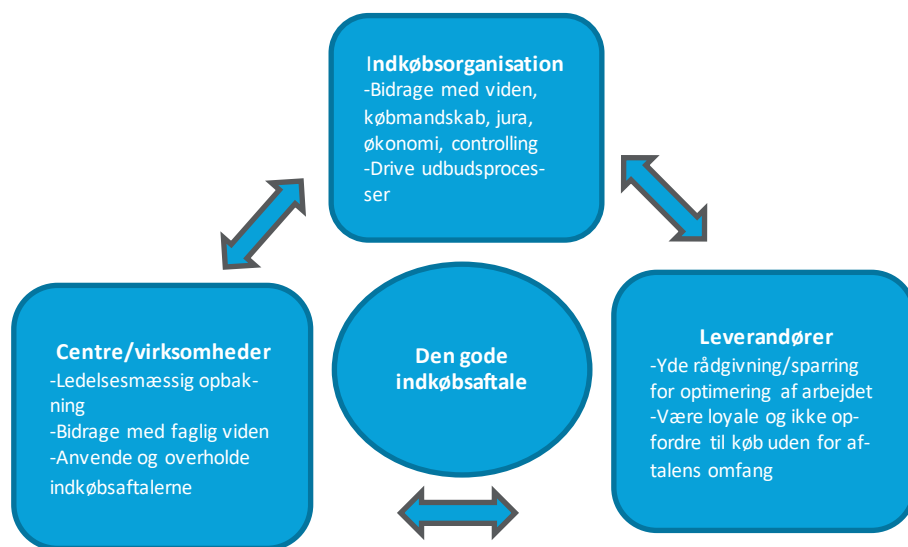 Indkøbsorganisation
-Bidrage med viden,
købmandskab, jura,
økonomi, controlling
-Drive udbudsproces-
ser
Centre/virksomheder
-Ledelsesmæssig opbak-
ning
-Bidrage med faglig viden
-Anvende og overholde
indkøbsaftalerne
Den gode
indkøbsaftale
Leverandører
-Yde rådgivning/sparring
for optimering af arbejdet
-Være loyale og ikke op-
fordre til køb uden for af-
talens omfang